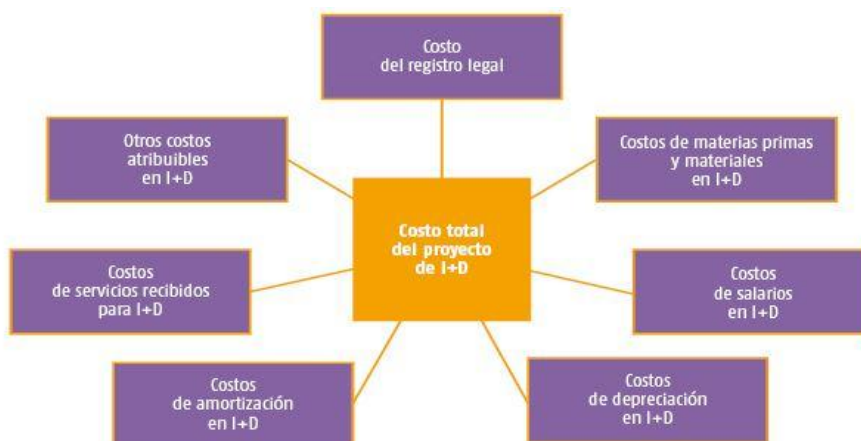 Costo
del registro legal
Otros costos
atribuibles
en I+D
Costos de materias primas
y materiales
en I+D
Costo total
del proyecto
de I+D
Costos
de servicios recibidos
para I+D
Costos
de salarios
en I+D
Costos
de amortización
en I+D
Costos
de depreciación
en I+D